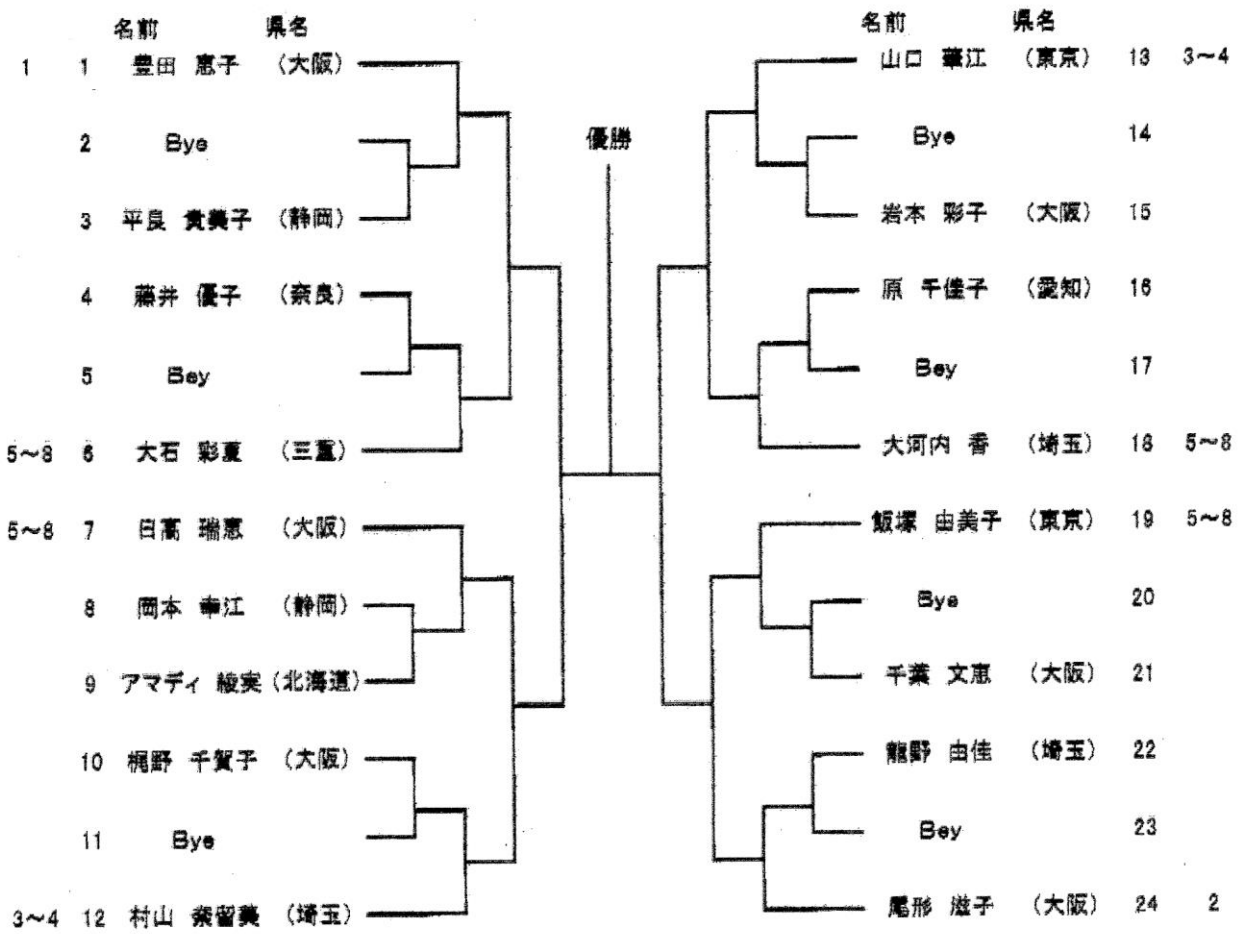 名前 県名
1 1 豊田 恵子 (大阪)
2 Bye
3 平良 貴美子 (静岡)
4 藤井 優子 (奈良)
5 Bey
5~8 6 大石 彩夏 (三重)
5~8 7 日高 瑞恵 (大阪)
8 岡本 幸江 (静岡)
9 アマディ 綾実 (北海道)
10 梶野 千賀子 (大阪)
11 Bye
3~4 12 村山 奈留美 (埼玉)
優勝
名前 県名
山口 華江 (東京) 13 3~4
Bye 14
岩本 彩子 (大阪) 15
原 千佳子 (愛知) 16
Bey 17
大河内 香 (埼玉) 18 5~8
飯塚 由美子 (東京) 19 5~8
Bye 20
千葉 文恵 (大阪) 21
龍野 由佳 (埼玉) 22
Bey 23
尾形 滋子 (大阪) 24 2